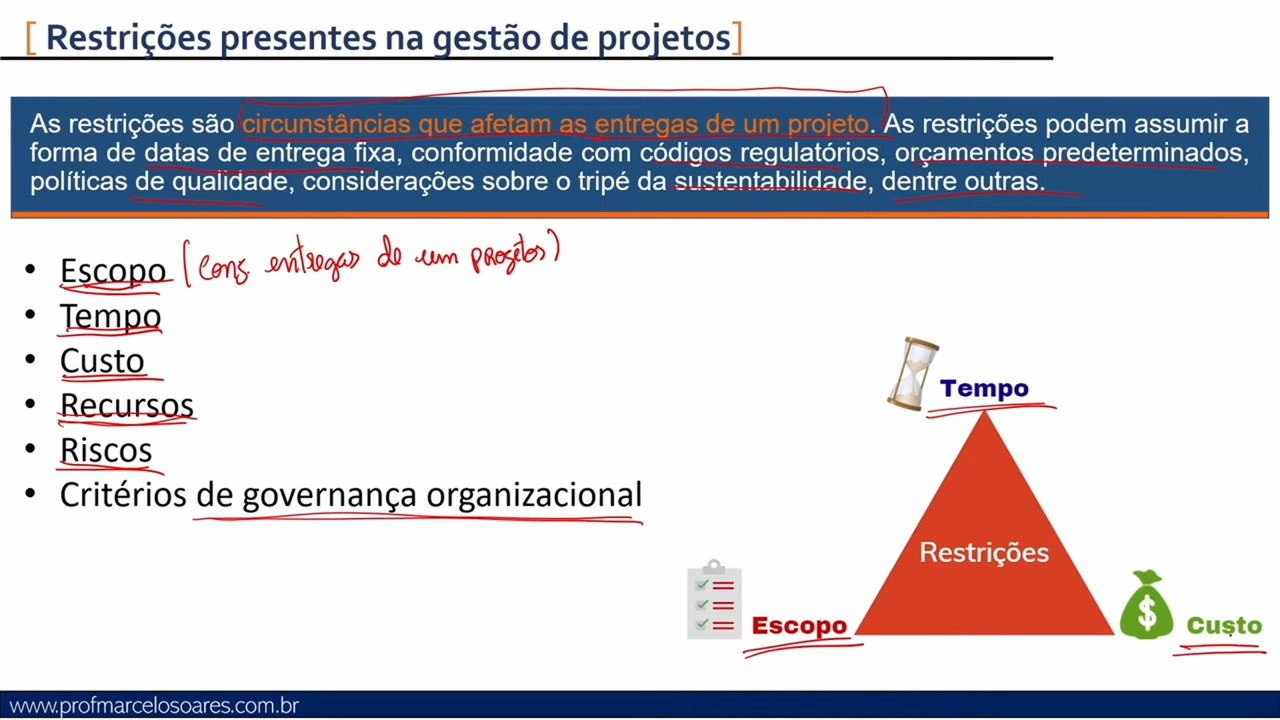 [ Restrições presentes na gestão de projetos]
As restrições são circunstâncias que afetam as entregas de um projeto. As restrições podem assumir a
forma de datas de entrega fixa, conformidade com códigos regulatórios, orçamentos predeterminados,
políticas de qualidade, considerações sobre o tripé da sustentabilidade, dentre outras.
• Escopo (conj. entregas de um projetos)
• Tempo
• Custo
• Recursos
• Riscos
• Critérios de governança organizacional
Tempo
Restrições
$
Escopo
Custo
www.profmarcelosoares.com.br